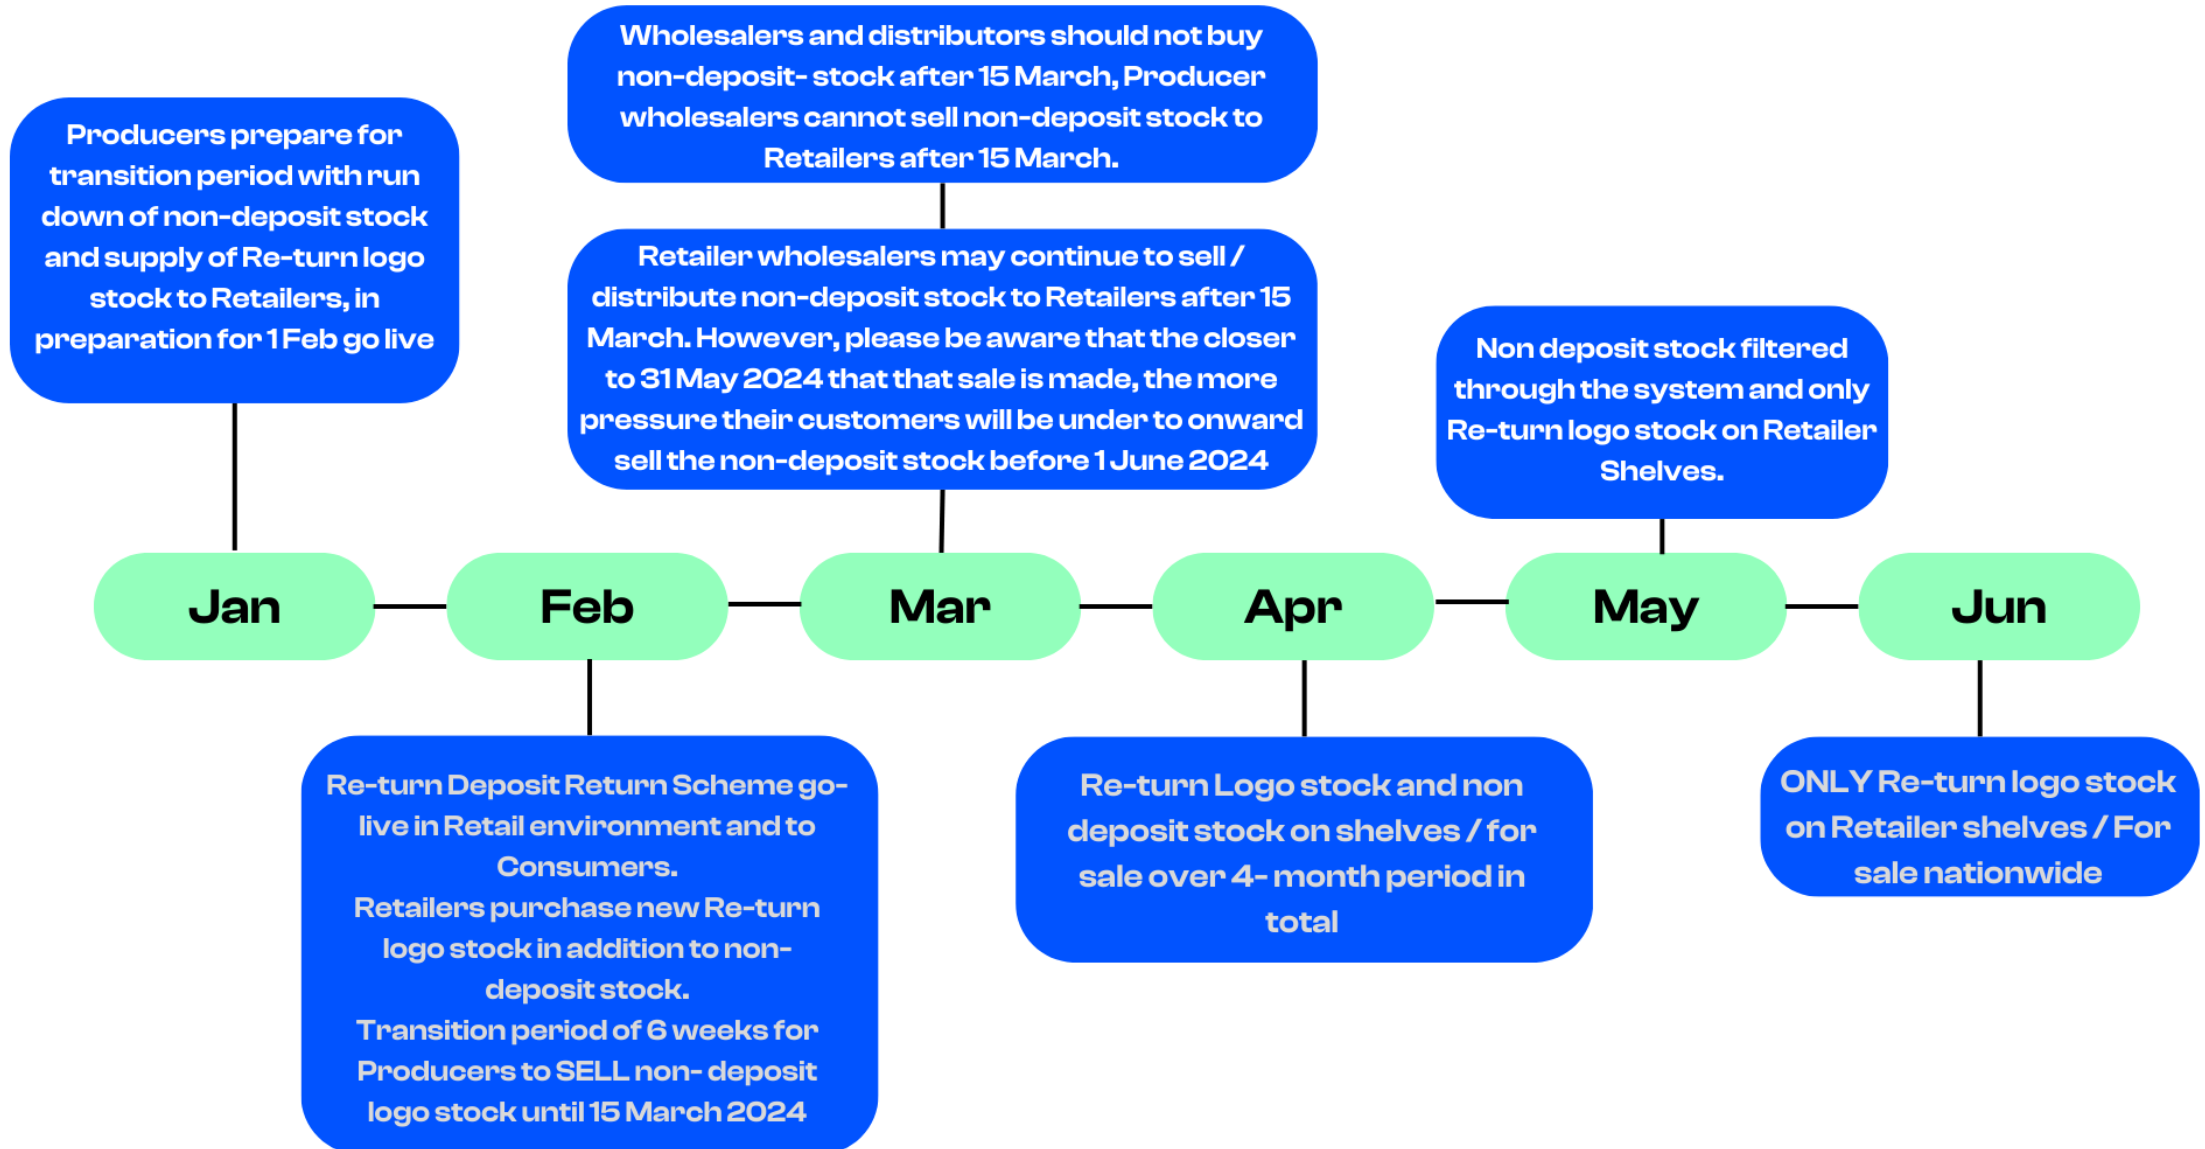 Wholesalers and distributors should not buy
non-deposit- stock after 15 March, Producer
wholesalers cannot sell non-deposit stock to
Retailers after 15 March.
Producers prepare for
transition period with run
down of non-deposit stock
and supply of Re-turn logo
stock to Retailers, in
preparation for 1 Feb go live
Retailer wholesalers may continue to sell /
distribute non-deposit stock to Retailers after 15
March. However, please be aware that the closer
to 31 May 2024 that that sale is made, the more
pressure their customers will be under to onward
sell the non-deposit stock before 1 June 2024
Non deposit stock filtered
through the system and only
Re-turn logo stock on Retailer
Shelves.
Jan
Feb
Mar
Apr
May
Jun
Re-turn Deposit Return Scheme go-
live in Retail environment and to
Consumers.
Retailers purchase new Re-turn
logo stock in addition to non-
deposit stock.
Transition period of 6 weeks for
Producers to SELL non- deposit
logo stock until 15 March 2024
Re-turn Logo stock and non
deposit stock on shelves / for
sale over 4- month period in
total
ONLY Re-turn logo stock
on Retailer shelves / For
sale nationwide